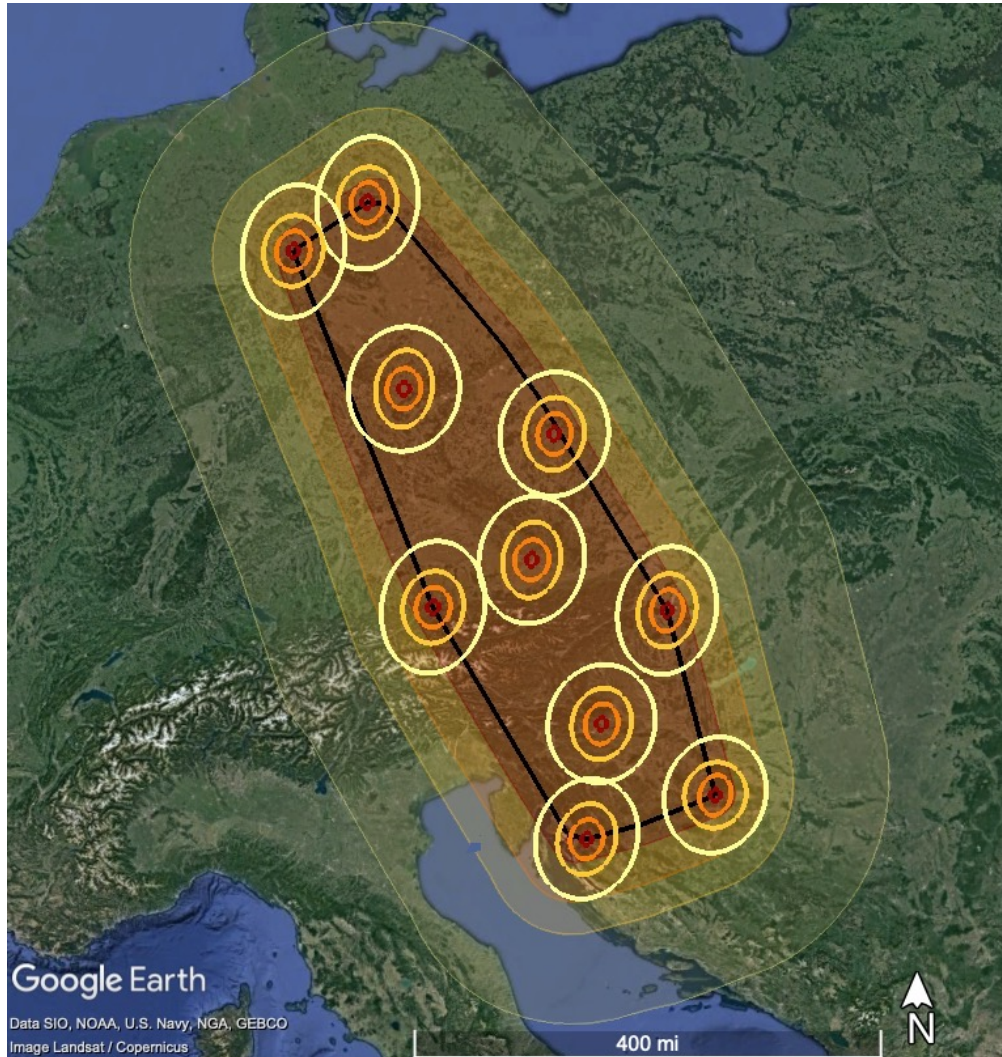 Google Earth
Data SIO, NOAA, U.S. Navy, NGA, GEBCO
Image Landsat / Copernicus
400 mi
N